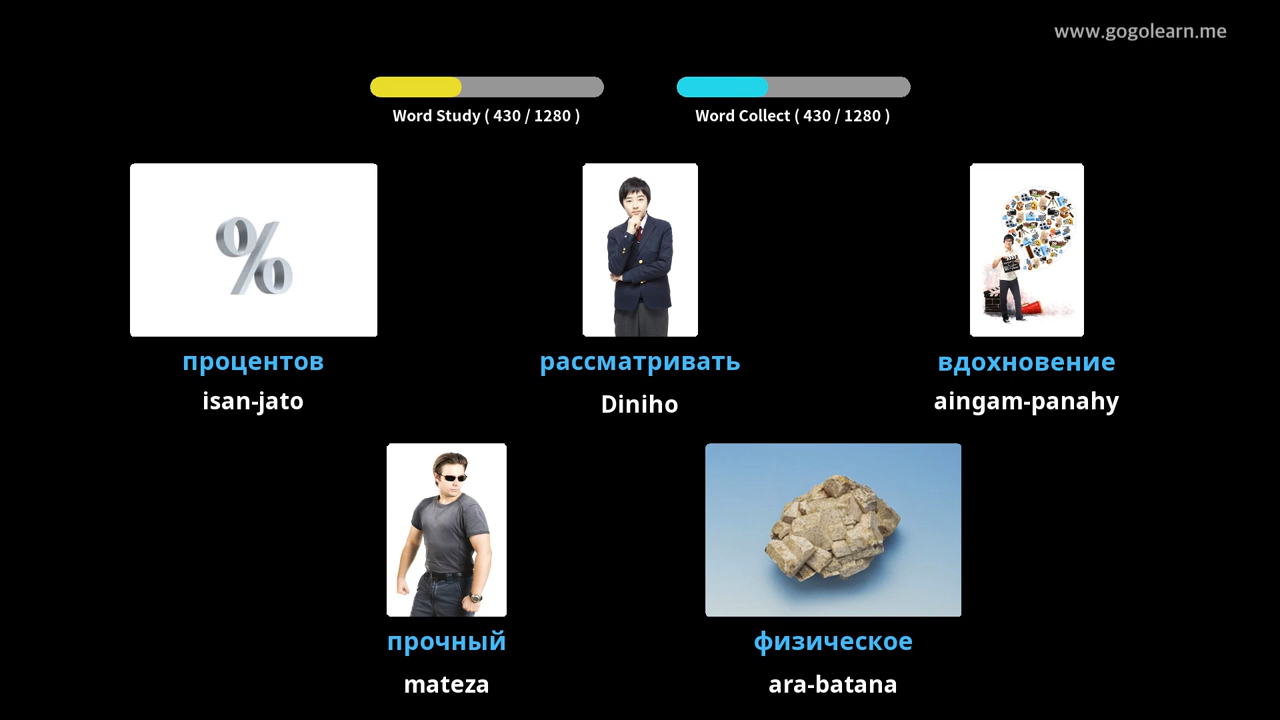 www.gogolearn.me
Word Study ( 430 / 1280 )
Word Collect ( 430 / 1280 )
%
процентов
рассматривать
вдохновение
isan-jato
Diniho
aingam-panahy
прочный
физическое
mateza
ara-batana